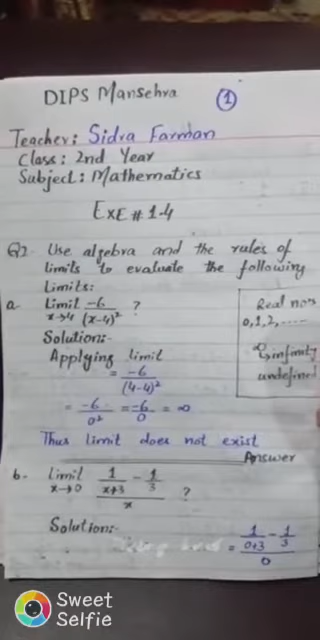 DIPS Mansehra
①
Teacher: Sidra Farman
Class: 2nd Year
Subject: Mathematics
EXE # 1.4
Q2- Use algebra and the rules of
limits to evaluate the following
Limits:
a- Limit x→4 -6/(x-4)² ?
Real no's
0,1,2,.....
∞ infinity
undefined
Solution:-
Applying limit
= -6/(4-4)²
= -6/0² = -6/0 = ∞
Thus limit does not exist
Answer
b- Limit x→0 (1/(x+3) - 1/3)/x ?
Solution:-
= (1/(0+3) - 1/3)/0
Sweet
Selfie